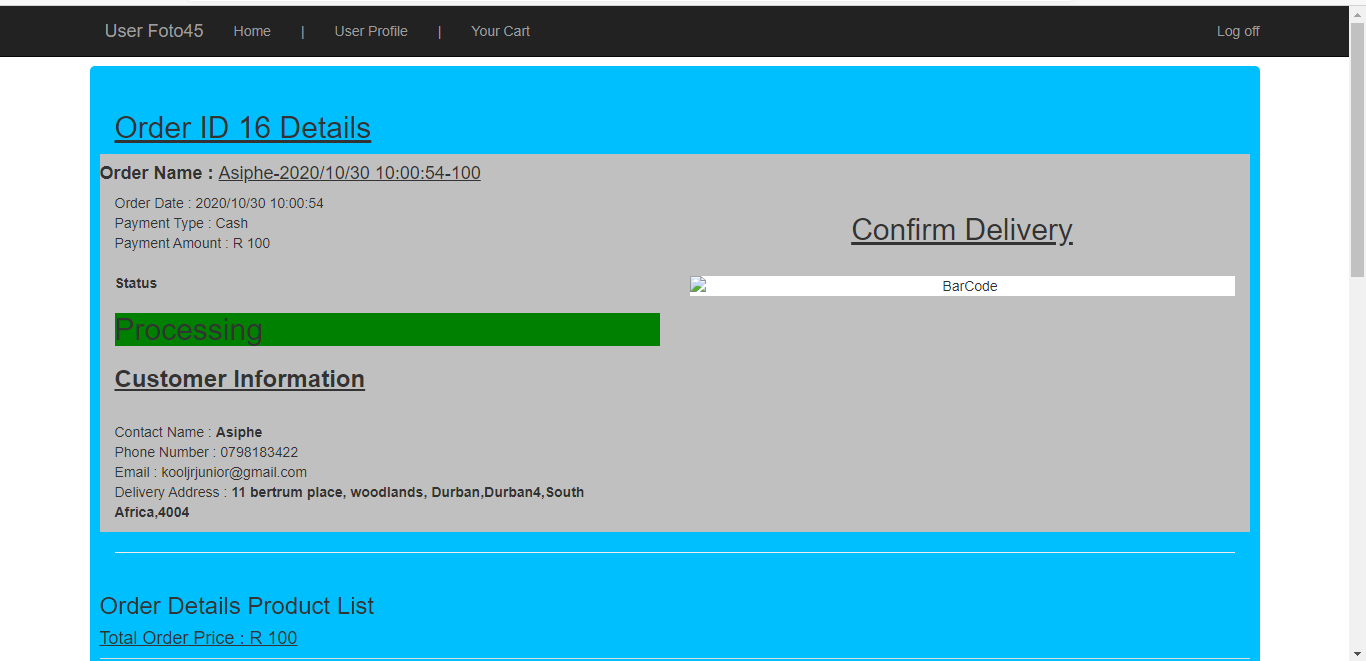 User Foto45 Home | User Profile | Your Cart Log off
Order ID 16 Details
Order Name : Asiphe-2020/10/30 10:00:54-100
Order Date : 2020/10/30 10:00:54
Payment Type : Cash
Payment Amount : R 100
Status
Processing
Customer Information
Contact Name : Asiphe
Phone Number : 0798183422
Email : kooljrjunior@gmail.com
Delivery Address : 11 bertrum place, woodlands, Durban,Durban4,South
Africa,4004
Confirm Delivery
BarCode
Order Details Product List
Total Order Price : R 100